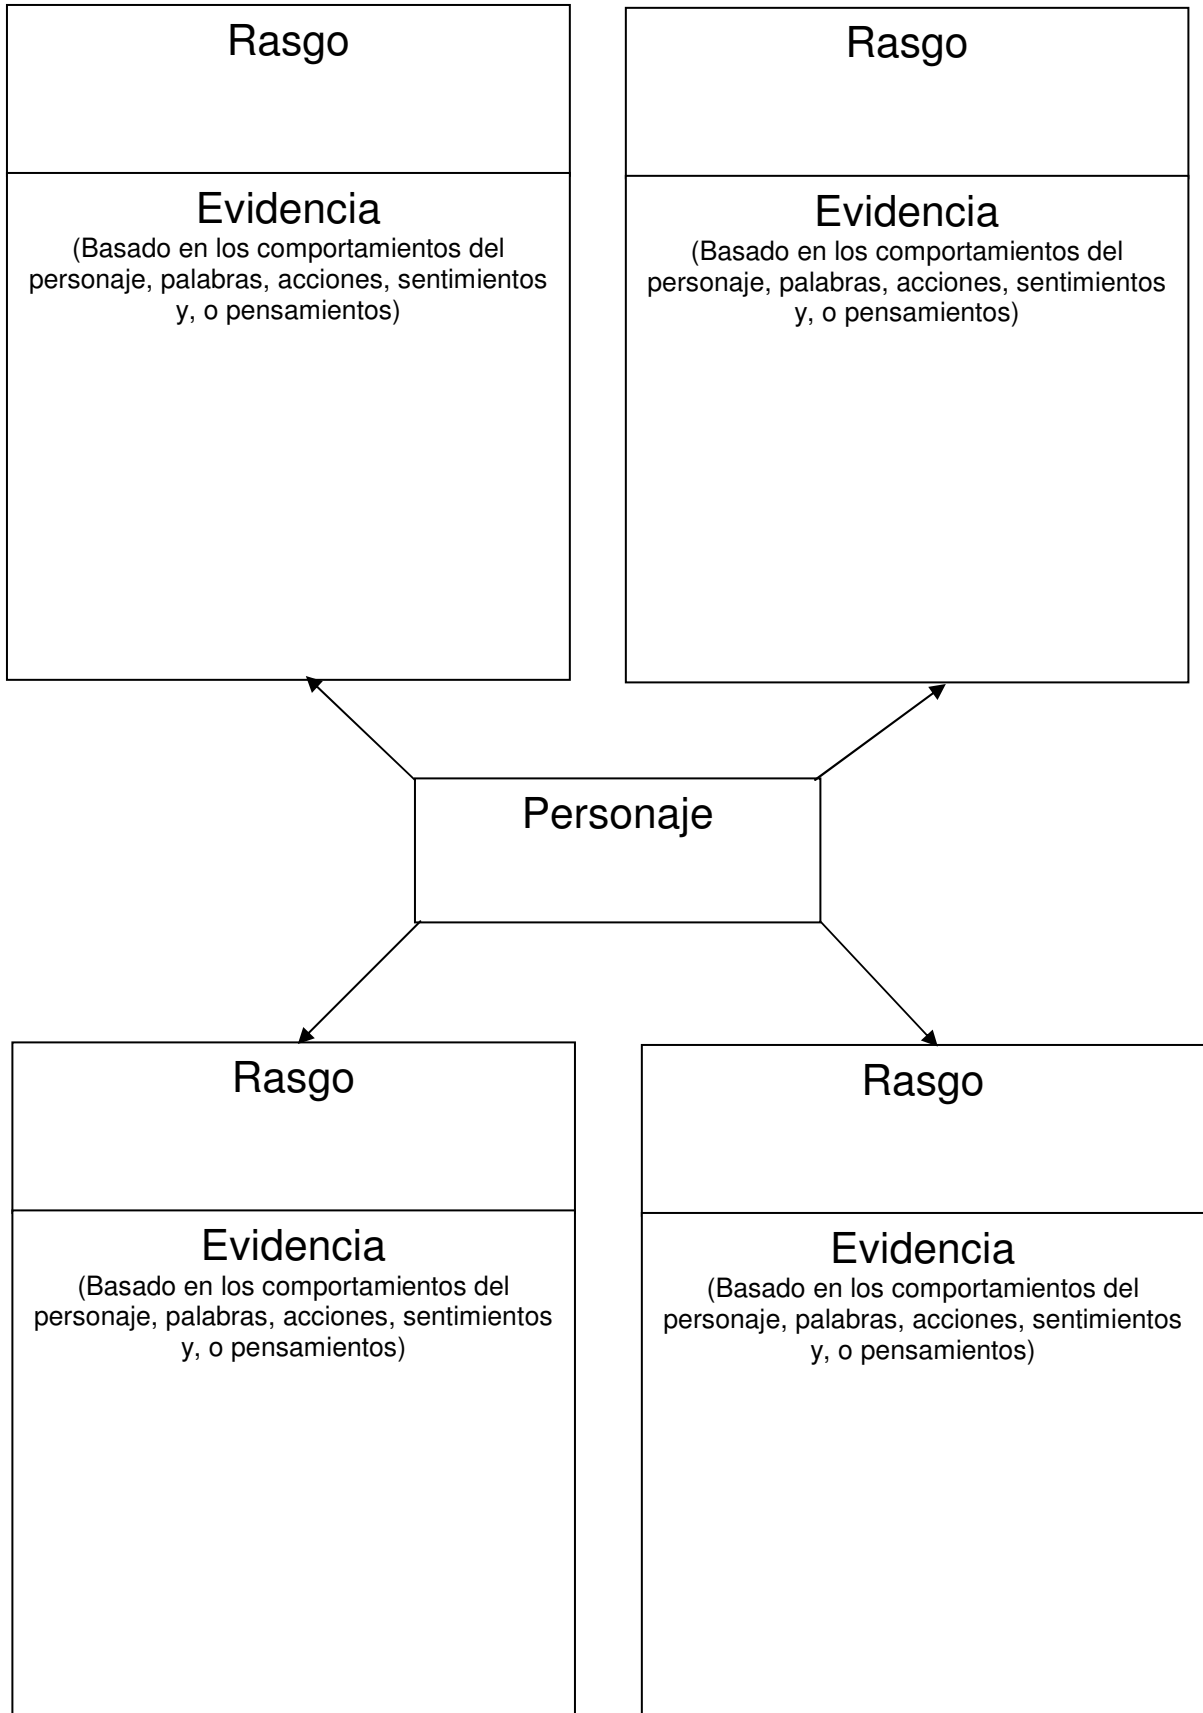 Rasgo
Evidencia
(Basado en los comportamientos del
personaje, palabras, acciones, sentimientos
y, o pensamientos)
Rasgo
Evidencia
(Basado en los comportamientos del
personaje, palabras, acciones, sentimientos
y, o pensamientos)
Personaje
Rasgo
Evidencia
(Basado en los comportamientos del
personaje, palabras, acciones, sentimientos
y, o pensamientos)
Rasgo
Evidencia
(Basado en los comportamientos del
personaje, palabras, acciones, sentimientos
y, o pensamientos)